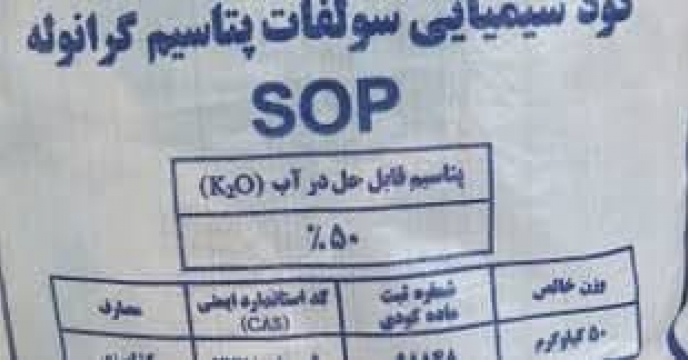 کود شیمیایی سولفات پتاسیم گرانوله
SOP
پتاسیم قابل حل در آب (K₂O)
%۵۰
وزن خالص
شماره ثبت ماده کودی
کد استاندارد ایمنی (CAS)
مصارف
۵۰ کیلوگرم